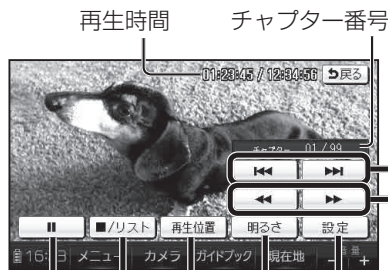 再生時間 チャプター番号
01:23:45 / 12:34:56 戻る
チャプター 01/99
■/リスト 再生位置 明るさ 設定
メニュー カメラ ガイドブック 現在地 音量 +